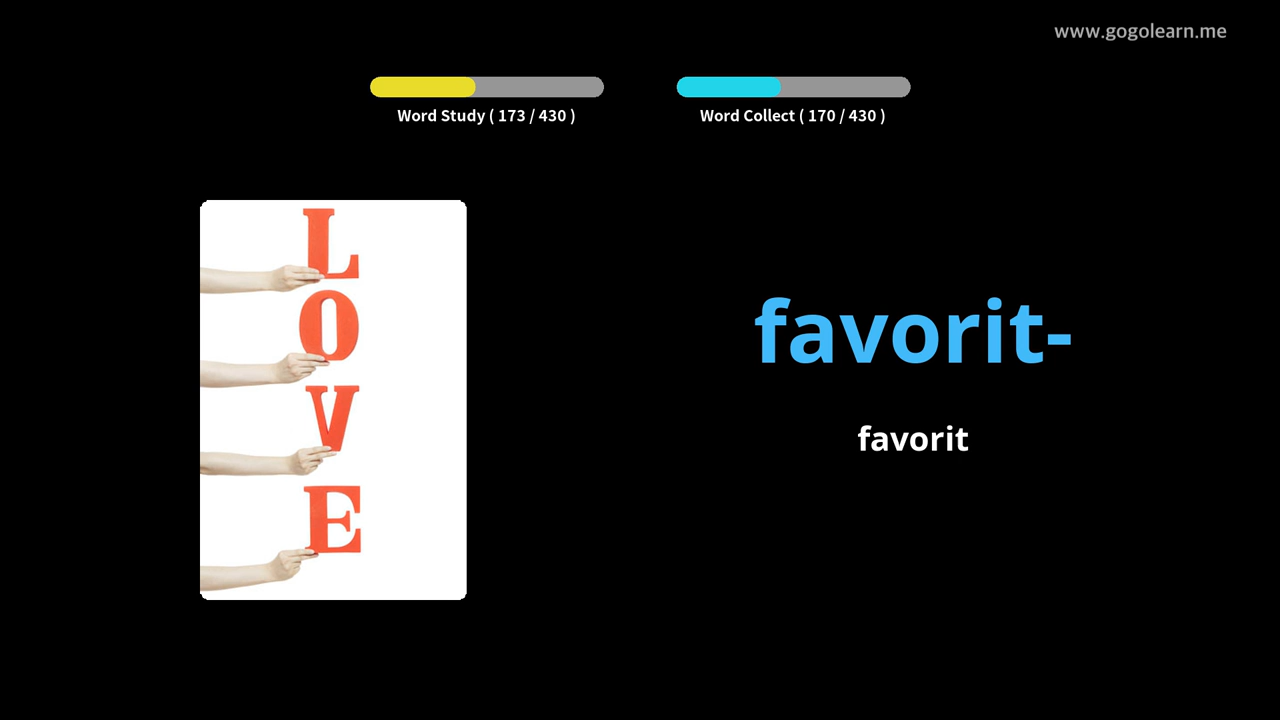 www.gogolearn.me
Word Study ( 173 / 430 )
Word Collect ( 170 / 430 )
L
O
V
E
favorit-
favorit